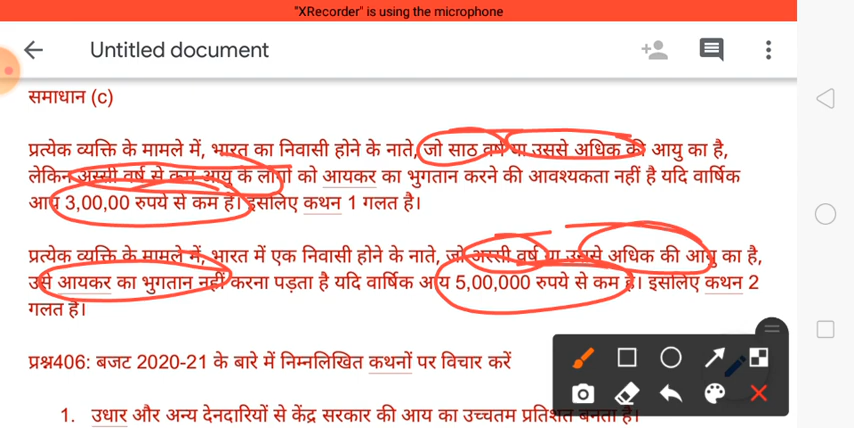 "XRecorder" is using the microphone
Untitled document
समाधान (c)
प्रत्येक व्यक्ति के मामले में, भारत का निवासी होने के नाते, जो साठ वर्ष या उससे अधिक की आयु का है,
लेकिन अस्सी वर्ष से कम आयु के लोगों को आयकर का भुगतान करने की आवश्यकता नहीं है यदि वार्षिक
आय 3,00,00 रुपये से कम है। इसलिए कथन 1 गलत है।
प्रत्येक व्यक्ति के मामले में, भारत में एक निवासी होने के नाते, जो अस्सी वर्ष या उससे अधिक की आयु का है,
उसे आयकर का भुगतान नहीं करना पड़ता है यदि वार्षिक आय 5,00,000 रुपये से कम है। इसलिए कथन 2
गलत है।
प्रश्न406: बजट 2020-21 के बारे में निम्नलिखित कथनों पर विचार करें
1. उधार और अन्य देनदारियों से केंद्र सरकार की आय का उच्चतम प्रतिशत बनता है।